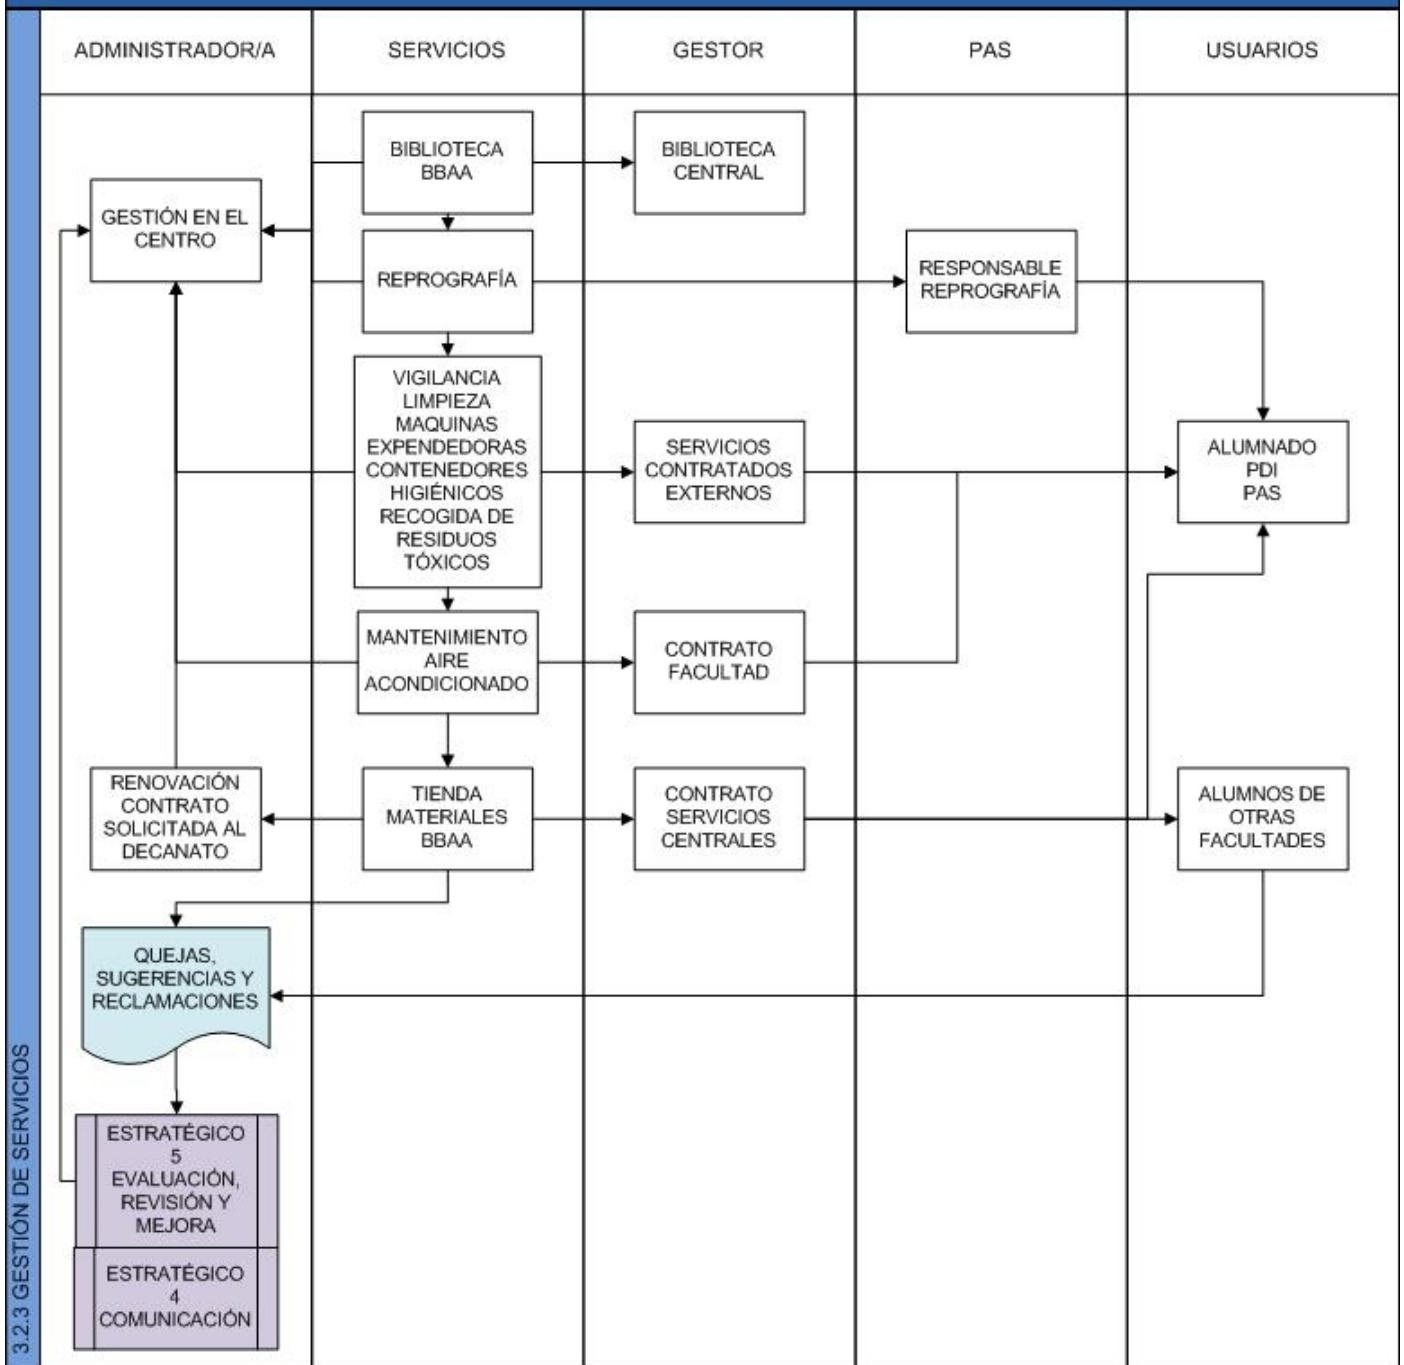 ADMINISTRADOR/A
SERVICIOS
GESTOR
PAS
USUARIOS
BIBLIOTECA
BBAA
BIBLIOTECA
CENTRAL
GESTIÓN EN EL
CENTRO
REPROGRAFÍA
RESPONSABLE
REPROGRAFÍA
VIGILANCIA
LIMPIEZA
MAQUINAS
EXPENDEDORAS
CONTENEDORES
HIGIÉNICOS
RECOGIDA DE
RESIDUOS
TÓXICOS
SERVICIOS
CONTRATADOS
EXTERNOS
ALUMNADO
PDI
PAS
MANTENIMIENTO
AIRE
ACONDICIONADO
CONTRATO
FACULTAD
RENOVACIÓN
CONTRATO
SOLICITADA AL
DECANATO
TIENDA
MATERIALES
BBAA
CONTRATO
SERVICIOS
CENTRALES
ALUMNOS DE
OTRAS
FACULTADES
QUEJAS,
SUGERENCIAS Y
RECLAMACIONES
ESTRATÉGICO
5
EVALUACIÓN,
REVISIÓN Y
MEJORA
ESTRATÉGICO
4
COMUNICACIÓN
3.2.3 GESTIÓN DE SERVICIOS